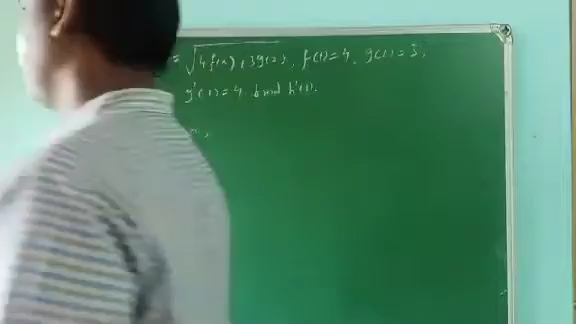 = √4f(x)+3g(x), f(1)=4, g(1)=3,
g'(1)=4. find h'(1).